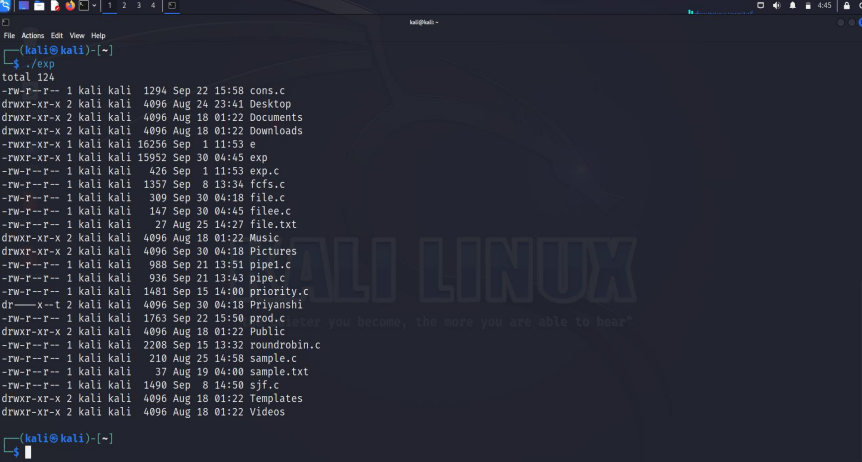 1 2 3 4
4:45
kali@kali: ~
File Actions Edit View Help
┌──(kali㉿kali)-[~]
└─$ ./exp
total 124
-rw-r--r-- 1 kali kali 1294 Sep 22 15:58 cons.c
drwxr-xr-x 2 kali kali 4096 Aug 24 23:41 Desktop
drwxr-xr-x 2 kali kali 4096 Aug 18 01:22 Documents
drwxr-xr-x 2 kali kali 4096 Aug 18 01:22 Downloads
-rwxr-xr-x 1 kali kali 16256 Sep 1 11:53 e
-rwxr-xr-x 1 kali kali 15952 Sep 30 04:45 exp
-rw-r--r-- 1 kali kali 426 Sep 1 11:53 exp.c
-rw-r--r-- 1 kali kali 1357 Sep 8 13:34 fcfs.c
-rw-r--r-- 1 kali kali 309 Sep 30 04:18 file.c
-rw-r--r-- 1 kali kali 147 Sep 30 04:45 filee.c
-rw-r--r-- 1 kali kali 27 Aug 25 14:27 file.txt
drwxr-xr-x 2 kali kali 4096 Aug 18 01:22 Music
drwxr-xr-x 2 kali kali 4096 Sep 30 04:18 Pictures
-rw-r--r-- 1 kali kali 988 Sep 21 13:51 pipe1.c
-rw-r--r-- 1 kali kali 936 Sep 21 13:43 pipe.c
-rw-r--r-- 1 kali kali 1481 Sep 15 14:00 priority.c
dr----x--t 2 kali kali 4096 Sep 30 04:18 Priyanshi
-rw-r--r-- 1 kali kali 1763 Sep 22 15:50 prod.c
drwxr-xr-x 2 kali kali 4096 Aug 18 01:22 Public
-rw-r--r-- 1 kali kali 2208 Sep 15 13:32 roundrobin.c
-rw-r--r-- 1 kali kali 210 Aug 25 14:58 sample.c
-rw-r--r-- 1 kali kali 37 Aug 19 04:00 sample.txt
-rw-r--r-- 1 kali kali 1490 Sep 8 14:50 sjf.c
drwxr-xr-x 2 kali kali 4096 Aug 18 01:22 Templates
drwxr-xr-x 2 kali kali 4096 Aug 18 01:22 Videos
┌──(kali㉿kali)-[~]
└─$
KALI LINUX
you become, the more you are able to hear"